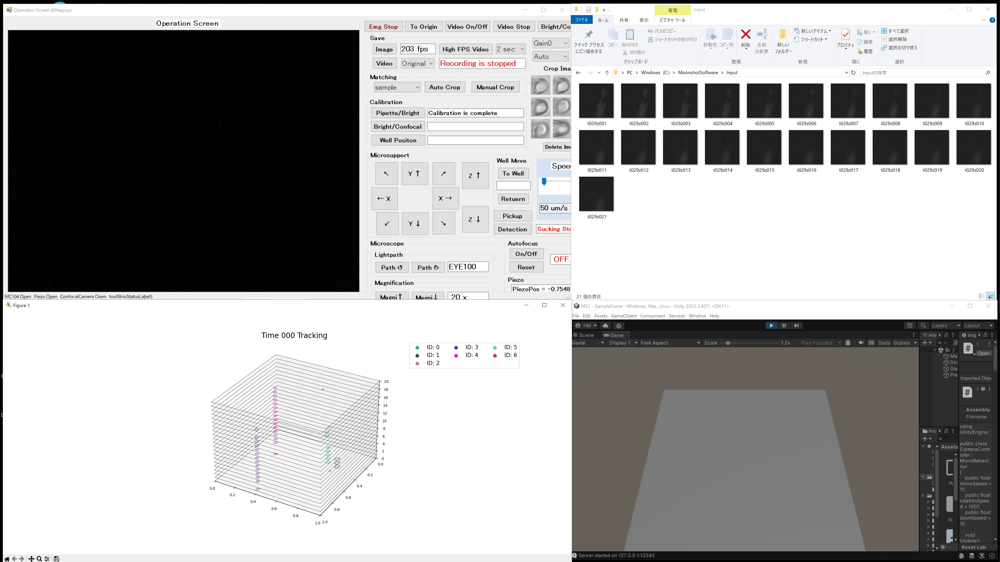 Operation Screen @Nagoya
Operation Screen
Emg Stop
To Origin
Video On/Off
Video Stop
Bright/Co
Save
Image
203 fps
High FPS Video
2 sec
Gain0
Video
Original
Recording is stopped
Auto
Crop Ima
Matching
sample
Auto Crop
Manual Crop
Calibration
Pipette/Bright
Calibration is complete
Bright/Confocal
Well Positon
Delete Ima
Microsupport
↖
Y ↑
↗
Z ↑
← X
X →
↙
Y ↓
↘
Z ↓
Well Move
To Well
Retuern
Pickup
Detection
Spee
50 um/s
Sucking Sto
Microscope
Lightpath
Path ↺
Path ↻
EYE100
Magnification
Magni↑
Magni↓
20 x
Autofocus
On/Off
OFF.
Reset
Piezo
PiezoPos = -0.7548
MC104 Open Piezo Open ConfocalCamera Open toolStripStatusLabel5
管理
Input
ファイル
ホーム
共有
表示
ピクチャ ツール
クイック アクセス
にピン留めする
コピー
貼り付け
パスのコピー
ショートカットの貼り付け
切り取り
クリップボード
移動先
コピー先
削除
名前
の変更
整理
新しい
フォルダー
新しいアイテム
ショートカット
新規
プロパティ
開く
編集
履歴
開く
すべて選択
選択解除
選択の切り替え
選択
PC
Windows (C:)
MoonshotSoftware
Input
Inputの検索
t029z001
t029z002
t029z003
t029z004
t029z005
t029z006
t029z007
t029z008
t029z009
t029z010
t029z011
t029z012
t029z013
t029z014
t029z015
t029z016
t029z017
t029z018
t029z019
t029z020
t029z021
21 個の項目
Figure 1
Time 000 Tracking
ID: 0
ID: 3
ID: 5
ID: 1
ID: 4
ID: 6
ID: 2
20
18
16
14
12
10
8
6
4
2
0
0.0
0.2
0.4
0.6
0.8
1.0
0.0
0.2
0.4
0.6
0.8
1.0
MS3 - SampleScene - Windows, Mac, Linux - Unity 2022.3.42f1 <DX11>
File Edit Assets GameObject Component Services Window Help
HM
Layers
Layout
Scene
Game
Game
Display 1
Free Aspect
Scale
1.2x
Play Focused
Stats
Gizmos
Hie
Insp
Sa
Ma
Dire
Gar
Pla
Open
Imported Obje
Assembly
Filename
Pro
Assets
Plu
Sc
using
UnityEngine;
public class
CameraContr
oller :
MonoBehavi
our
{
public float
moveSpeed =
1f;
public float
rotationSpee
d = 100f;
public float
zoomSpeed =
1f;
void
Update()
Asset Lab
Server started on 127.0.0.1:12345